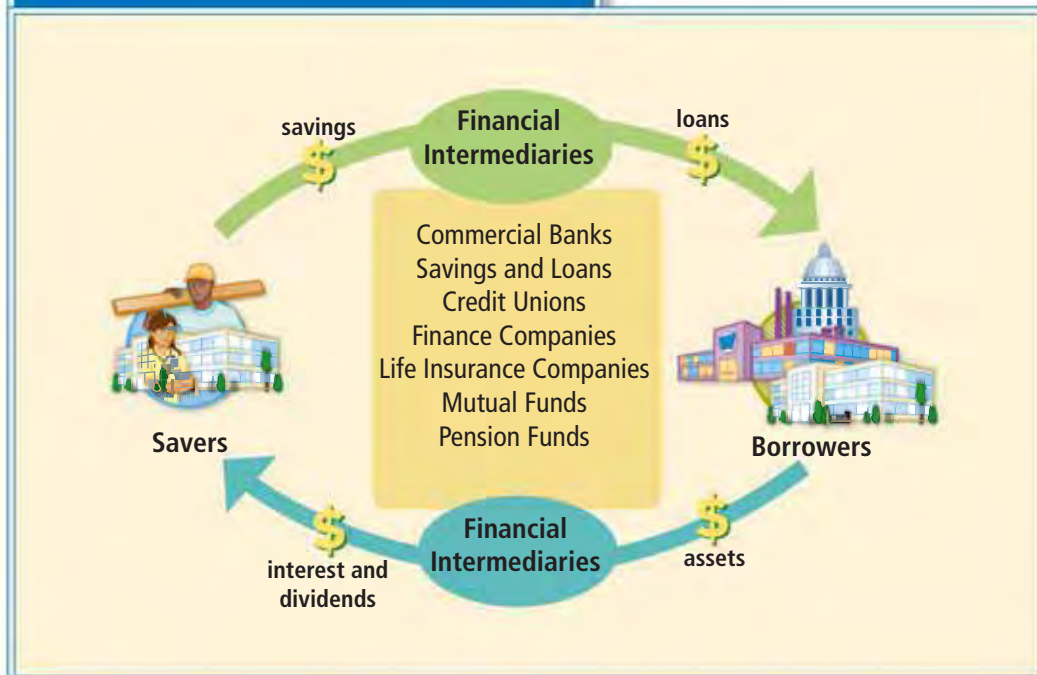 savings
Financial
Intermediaries
loans
Commercial Banks
Savings and Loans
Credit Unions
Finance Companies
Life Insurance Companies
Mutual Funds
Pension Funds
Savers
Borrowers
Financial
Intermediaries
interest and
dividends
assets